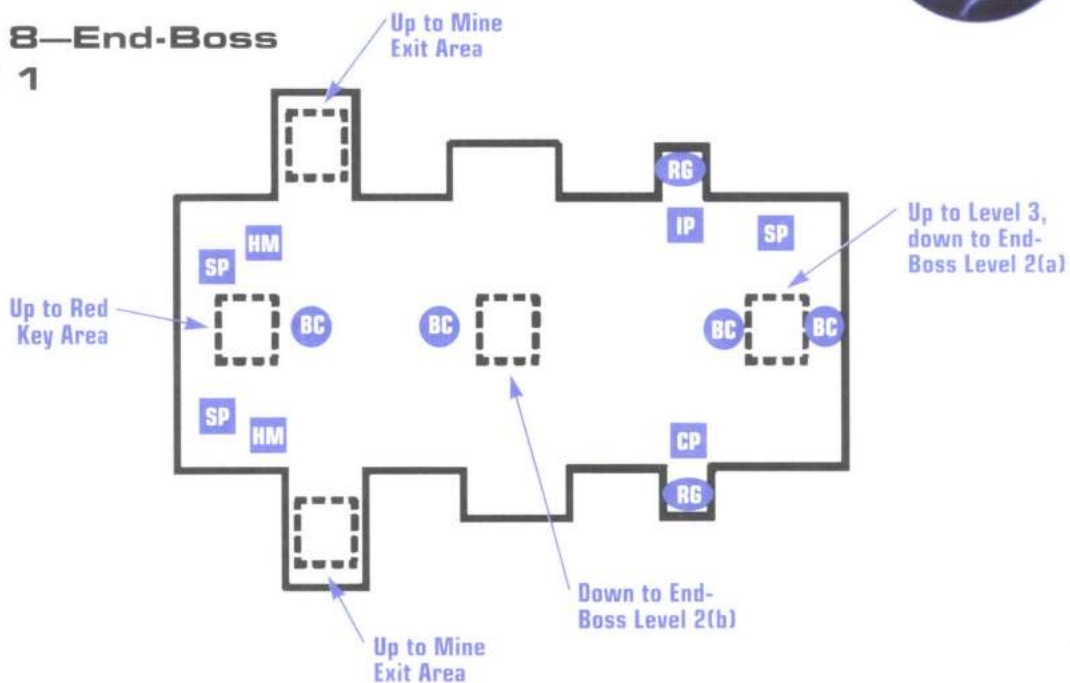 8—End-Boss
1
Up to Mine
Exit Area
RG
IP
SP
Up to Level 3,
down to End-
Boss Level 2(a)
HM
SP
Up to Red
Key Area
BC
BC
BC
BC
SP
HM
CP
RG
Down to End-
Boss Level 2(b)
Up to Mine
Exit Area